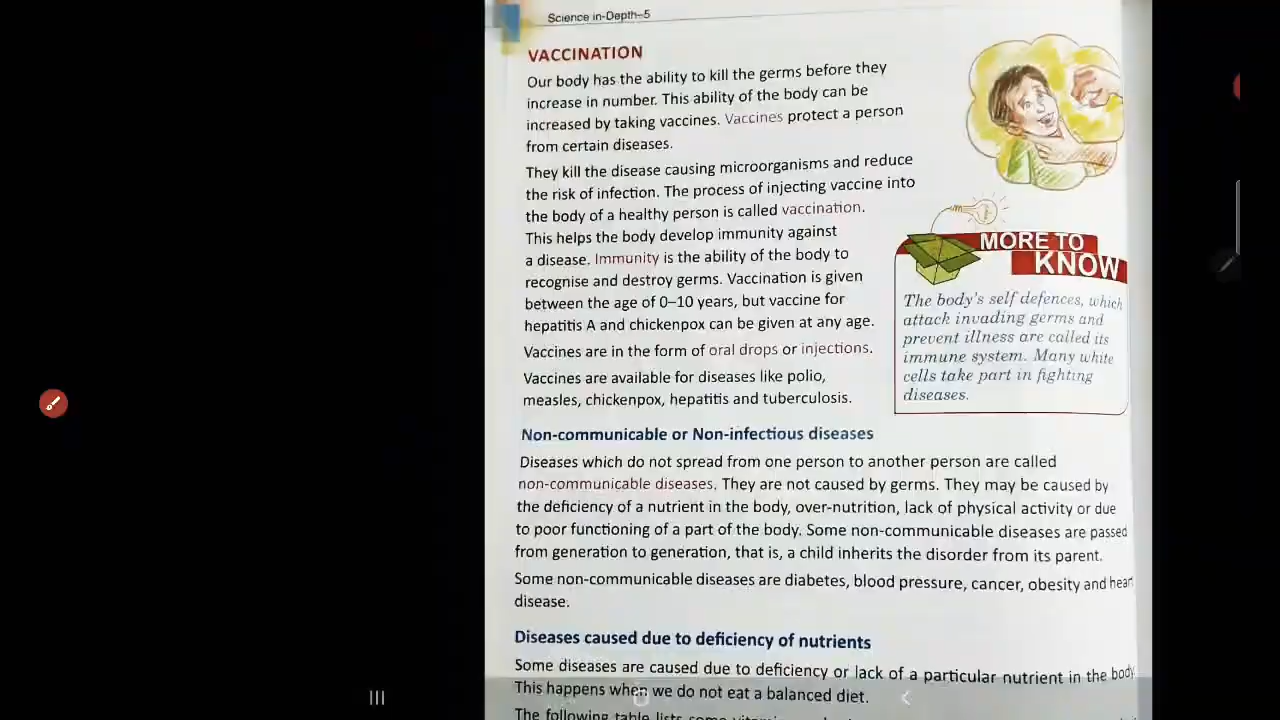 Science in-Depth–5
VACCINATION
Our body has the ability to kill the germs before they
increase in number. This ability of the body can be
increased by taking vaccines. Vaccines protect a person
from certain diseases.
They kill the disease causing microorganisms and reduce
the risk of infection. The process of injecting vaccine into
the body of a healthy person is called vaccination.
This helps the body develop immunity against
a disease. Immunity is the ability of the body to
recognise and destroy germs. Vaccination is given
between the age of 0–10 years, but vaccine for
hepatitis A and chickenpox can be given at any age.
Vaccines are in the form of oral drops or injections.
Vaccines are available for diseases like polio,
measles, chickenpox, hepatitis and tuberculosis.
MORE TO
KNOW
The body's self defences, which
attack invading germs and
prevent illness are called its
immune system. Many white
cells take part in fighting
diseases.
Non-communicable or Non-infectious diseases
Diseases which do not spread from one person to another person are called
non-communicable diseases. They are not caused by germs. They may be caused by
the deficiency of a nutrient in the body, over-nutrition, lack of physical activity or due
to poor functioning of a part of the body. Some non-communicable diseases are passed
from generation to generation, that is, a child inherits the disorder from its parent.
Some non-communicable diseases are diabetes, blood pressure, cancer, obesity and heart
disease.
Diseases caused due to deficiency of nutrients
Some diseases are caused due to deficiency or lack of a particular nutrient in the body
This happens when we do not eat a balanced diet.
The following table lists some